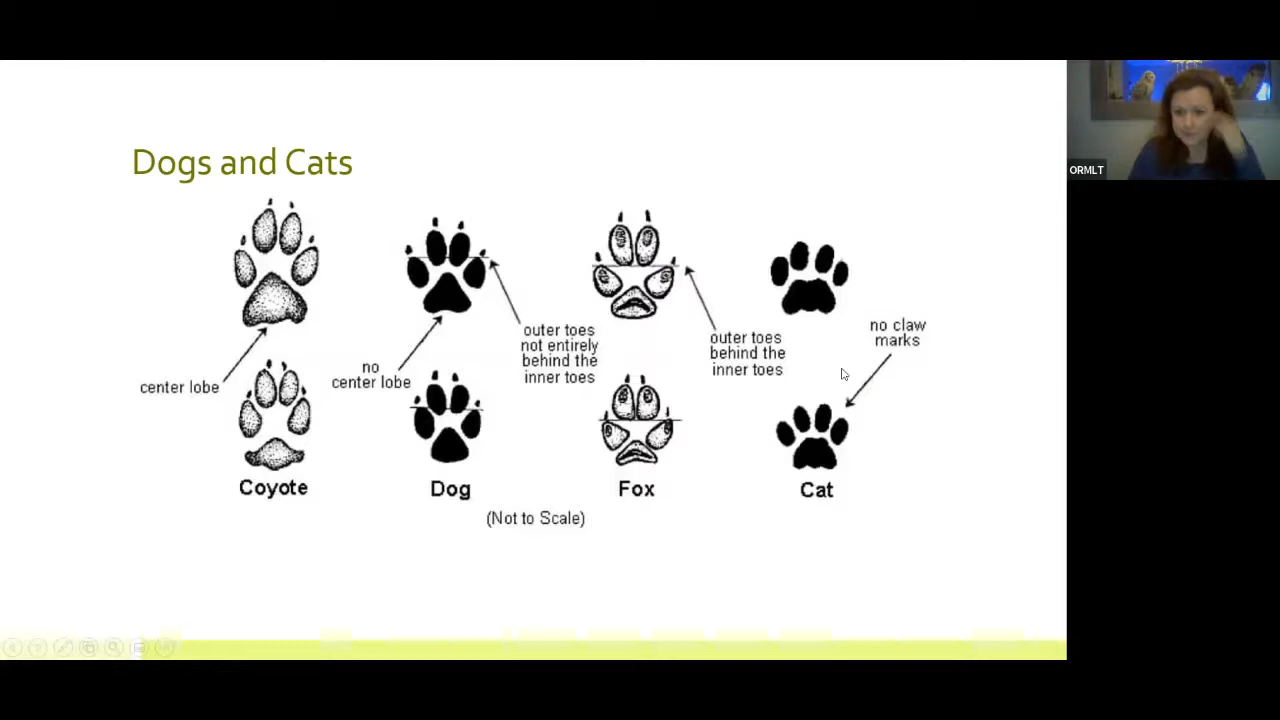 Dogs and Cats
ORMLT
center lobe
no
center lobe
outer toes
not entirely
behind the
inner toes
outer toes
behind the
inner toes
no claw
marks
Coyote
Dog
Fox
Cat
(Not to Scale)